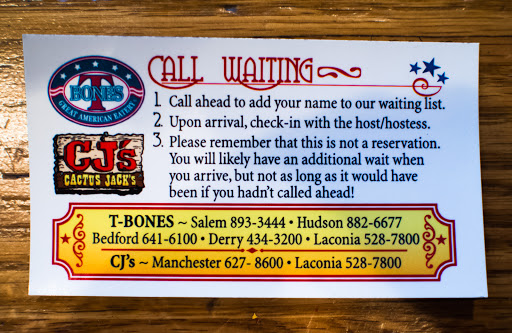 T
BONES
GREAT AMERICAN EATERY
CJ's
CACTUS JACK'S
CALL WAITING
1. Call ahead to add your name to our waiting list.
2. Upon arrival, check-in with the host/hostess.
3. Please remember that this is not a reservation.
You will likely have an additional wait when
you arrive, but not as long as it would have
been if you hadn't called ahead!
T-BONES ~ Salem 893-3444 • Hudson 882-6677
Bedford 641-6100 • Derry 434-3200 • Laconia 528-7800
CJ's ~ Manchester 627- 8600 • Laconia 528-7800